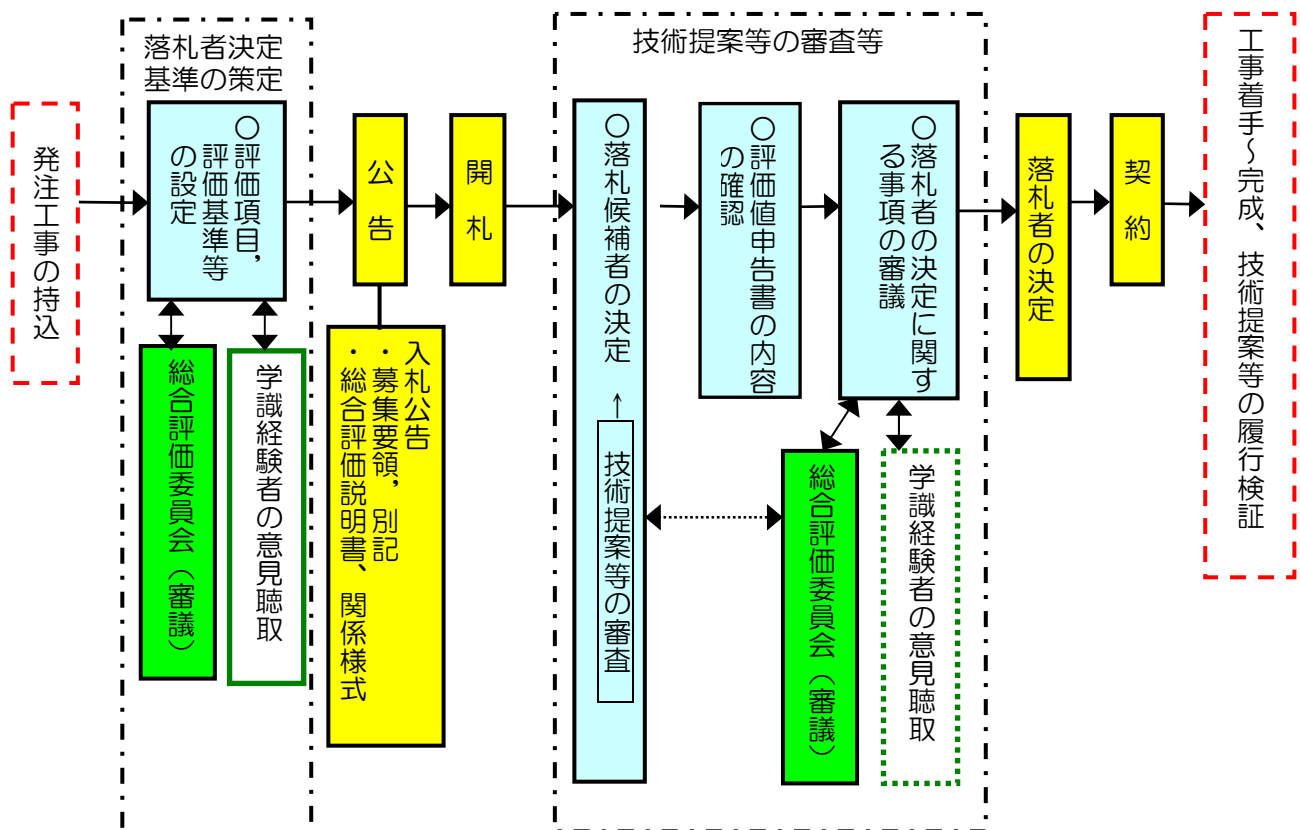 落札者決定
基準の策定
発注工事の持込
○評価項目，
評価基準等
の設定
総合評価委員会（審議）
学識経験者の意見聴取
公告
入札公告
・募集要領，別記
・総合評価説明書、関係様式
開札
技術提案等の審査等
○落札候補者の決定
←
技術提案等の審査
○評価値申告書の内容
の確認
○落札者の決定に関す
る事項の審議
総合評価委員会（審議）
学識経験者の意見聴取
落札者の決定
契約
工事着手～完成、技術提案等の履行検証